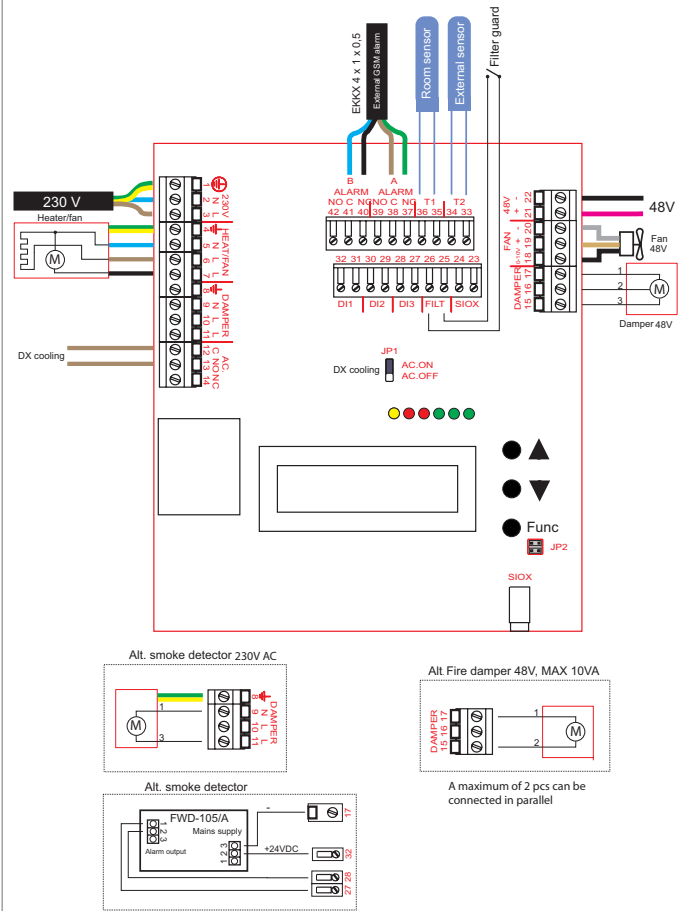 EKKX 4 x 1 x 0,5
External GSM alarm
Room sensor
External sensor
Filter guard
B A
ALARM ALARM
NO C NC NO C NC T1 T2
42 41 40 39 38 37 36 35 34 33
32 31 30 29 28 27 26 25 24 23
DI1 DI2 DI3 FILT SIOX
230 V
Heater/fan
M
1
2 N
3 L
230V
4
5 N
6 L
7 L
HEAT/FAN
8
9 N
10 L
11 L
DAMPER
12 C
13 NO
14 NC
AC
DX cooling
48V
- 22
+ 21
48V
FAN
- 20
+ 19
0-10V 18
Fan
48V
DAMPER
17
16
15
1
2
3
M
Damper 48V
JP1
DX cooling
AC.ON
AC.OFF
Func
JP2
SIOX
Alt. smoke detector 230V AC
M
1
3
8
9 N
10 L
11 L
DAMPER
Alt Fire damper 48V, MAX 10VA
DAMPER
15 16 17
1
2
M
A maximum of 2 pcs can be
connected in parallel
Alt. smoke detector
FWD-105/A
Mains supply
1 2 3
Alarm output
1 2 3
-
17
+24VDC
32
28
27